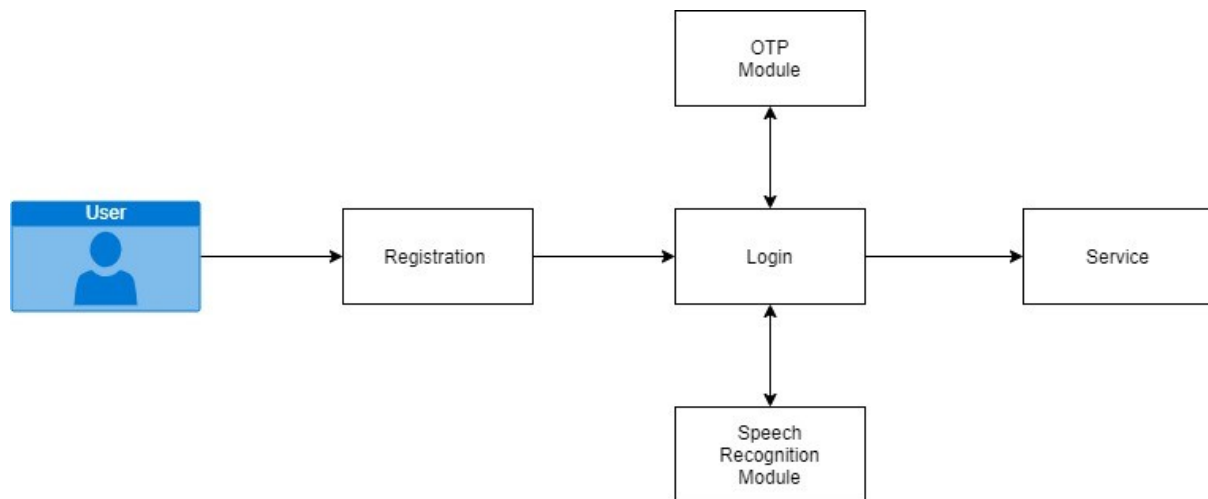 OTP
Module
User
Registration
Login
Service
Speech
Recognition
Module